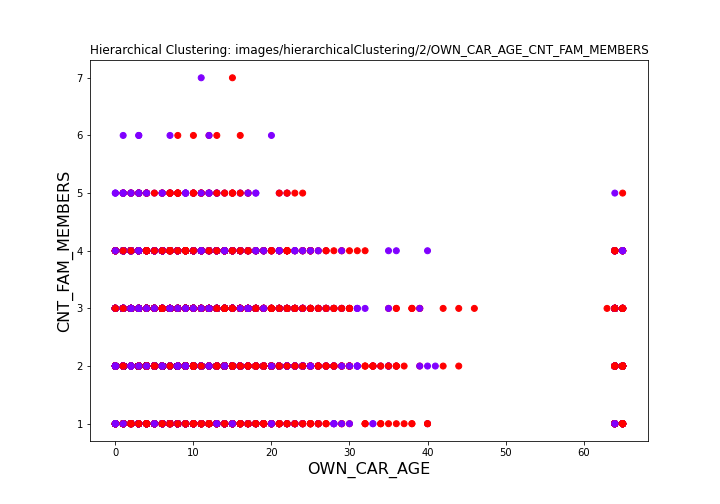 Hierarchical Clustering: images/hierarchicalClustering/2/OWN_CAR_AGE_CNT_FAM_MEMBERS
7
6
5
4
3
2
1
CNT_FAM_MEMBERS
0 10 20 30 40 50 60
OWN_CAR_AGE